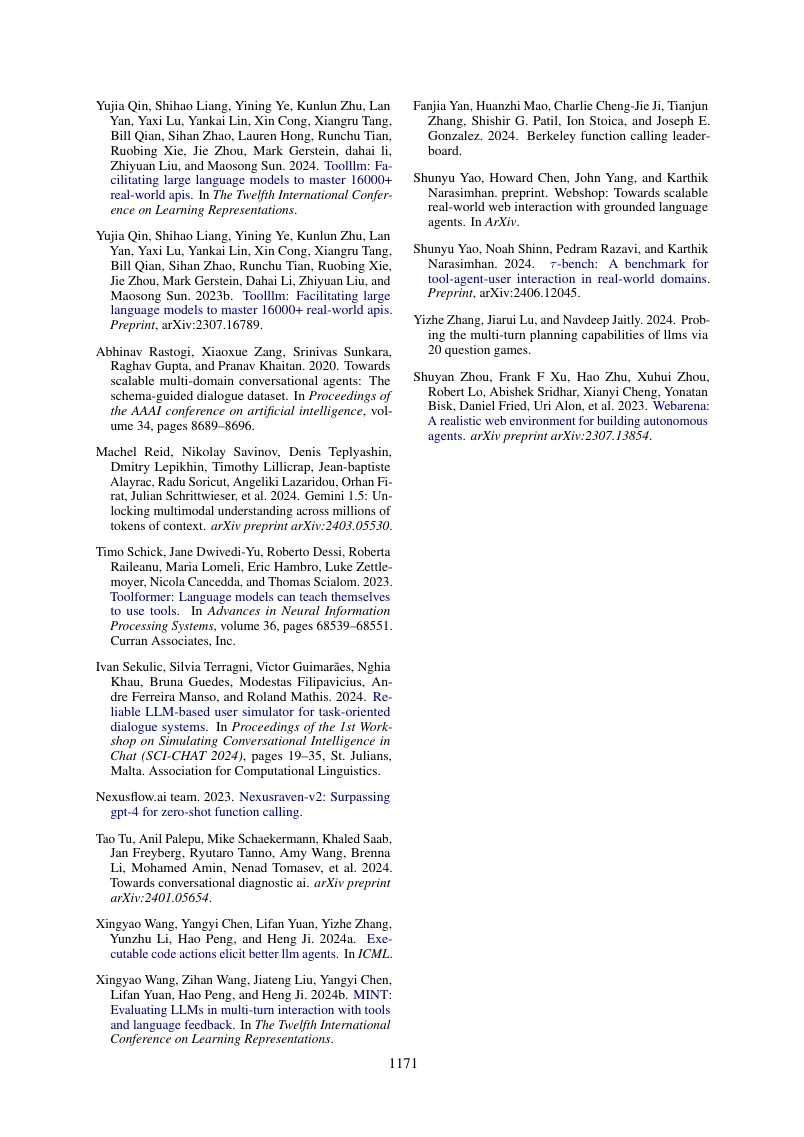 Yujia Qin, Shihao Liang, Yining Ye, Kunlun Zhu, Lan
Yan, Yaxi Lu, Yankai Lin, Xin Cong, Xiangru Tang,
Bill Qian, Sihan Zhao, Lauren Hong, Runchu Tian,
Ruobing Xie, Jie Zhou, Mark Gerstein, dahai li,
Zhiyuan Liu, and Maosong Sun. 2024. Toolllm: Fa-
cilitating large language models to master 16000+
real-world apis. In The Twelfth International Confer-
ence on Learning Representations.
Yujia Qin, Shihao Liang, Yining Ye, Kunlun Zhu, Lan
Yan, Yaxi Lu, Yankai Lin, Xin Cong, Xiangru Tang,
Bill Qian, Sihan Zhao, Runchu Tian, Ruobing Xie,
Jie Zhou, Mark Gerstein, Dahai Li, Zhiyuan Liu, and
Maosong Sun. 2023b. Toolllm: Facilitating large
language models to master 16000+ real-world apis.
Preprint, arXiv:2307.16789.
Abhinav Rastogi, Xiaoxue Zang, Srinivas Sunkara,
Raghav Gupta, and Pranav Khaitan. 2020. Towards
scalable multi-domain conversational agents: The
schema-guided dialogue dataset. In Proceedings of
the AAAI conference on artificial intelligence, vol-
ume 34, pages 8689–8696.
Machel Reid, Nikolay Savinov, Denis Teplyashin,
Dmitry Lepikhin, Timothy Lillicrap, Jean-baptiste
Alayrac, Radu Soricut, Angeliki Lazaridou, Orhan Fi-
rat, Julian Schrittwieser, et al. 2024. Gemini 1.5: Un-
locking multimodal understanding across millions of
tokens of context. arXiv preprint arXiv:2403.05530.
Timo Schick, Jane Dwivedi-Yu, Roberto Dessi, Roberta
Raileanu, Maria Lomeli, Eric Hambro, Luke Zettle-
moyer, Nicola Cancedda, and Thomas Scialom. 2023.
Toolformer: Language models can teach themselves
to use tools. In Advances in Neural Information
Processing Systems, volume 36, pages 68539–68551.
Curran Associates, Inc.
Ivan Sekulic, Silvia Terragni, Victor Guimarães, Nghia
Khau, Bruna Guedes, Modestas Filipavicius, An-
dre Ferreira Manso, and Roland Mathis. 2024. Re-
liable LLM-based user simulator for task-oriented
dialogue systems. In Proceedings of the 1st Work-
shop on Simulating Conversational Intelligence in
Chat (SCI-CHAT 2024), pages 19–35, St. Julians,
Malta. Association for Computational Linguistics.
Nexusflow.ai team. 2023. Nexusraven-v2: Surpassing
gpt-4 for zero-shot function calling.
Tao Tu, Anil Palepu, Mike Schaekermann, Khaled Saab,
Jan Freyberg, Ryutaro Tanno, Amy Wang, Brenna
Li, Mohamed Amin, Nenad Tomasev, et al. 2024.
Towards conversational diagnostic ai. arXiv preprint
arXiv:2401.05654.
Xingyao Wang, Yangyi Chen, Lifan Yuan, Yizhe Zhang,
Yunzhu Li, Hao Peng, and Heng Ji. 2024a. Exe-
cutable code actions elicit better llm agents. In ICML.
Xingyao Wang, Zihan Wang, Jiateng Liu, Yangyi Chen,
Lifan Yuan, Hao Peng, and Heng Ji. 2024b. MINT:
Evaluating LLMs in multi-turn interaction with tools
and language feedback. In The Twelfth International
Conference on Learning Representations.
Fanjia Yan, Huanzhi Mao, Charlie Cheng-Jie Ji, Tianjun
Zhang, Shishir G. Patil, Ion Stoica, and Joseph E.
Gonzalez. 2024. Berkeley function calling leader-
board.
Shunyu Yao, Howard Chen, John Yang, and Karthik
Narasimhan. preprint. Webshop: Towards scalable
real-world web interaction with grounded language
agents. In ArXiv.
Shunyu Yao, Noah Shinn, Pedram Razavi, and Karthik
Narasimhan. 2024. τ-bench: A benchmark for
tool-agent-user interaction in real-world domains.
Preprint, arXiv:2406.12045.
Yizhe Zhang, Jiarui Lu, and Navdeep Jaitly. 2024. Prob-
ing the multi-turn planning capabilities of llms via
20 question games.
Shuyan Zhou, Frank F Xu, Hao Zhu, Xuhui Zhou,
Robert Lo, Abishek Sridhar, Xianyi Cheng, Yonatan
Bisk, Daniel Fried, Uri Alon, et al. 2023. Webarena:
A realistic web environment for building autonomous
agents. arXiv preprint arXiv:2307.13854.
1171